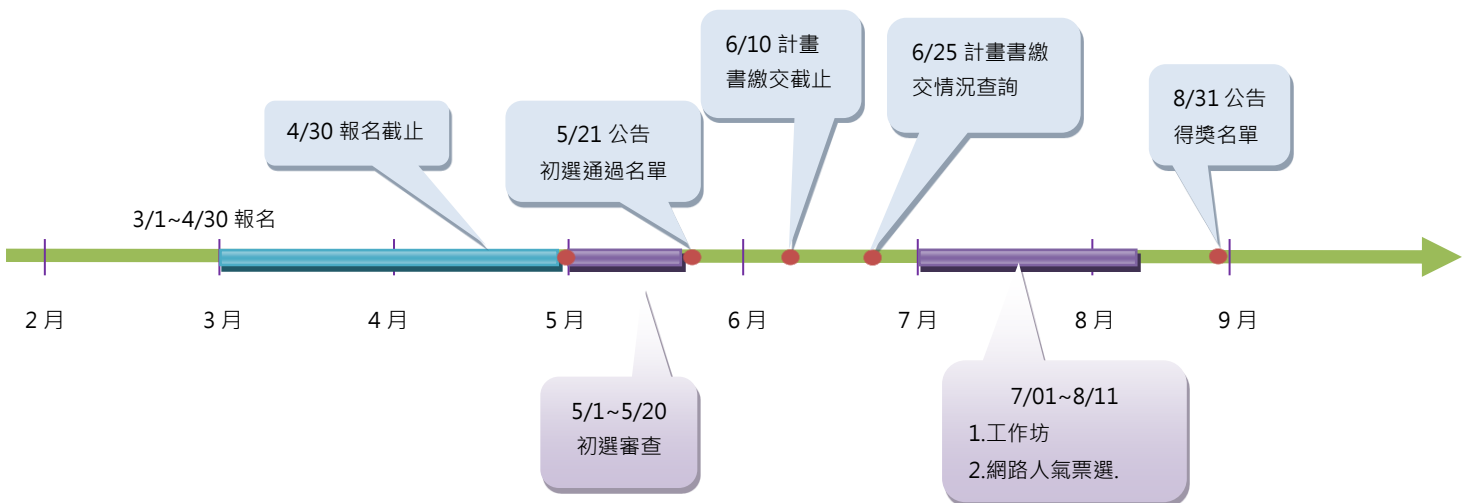 6/10 計畫
書繳交截止
6/25 計畫書繳
交情況查詢
8/31 公告
得獎名單
4/30 報名截止
5/21 公告
初選通過名單
3/1~4/30 報名
2 月
3 月
4 月
5 月
6 月
7 月
8 月
9 月
5/1~5/20
初選審查
7/01~8/11
1.工作坊
2.網路人氣票選.